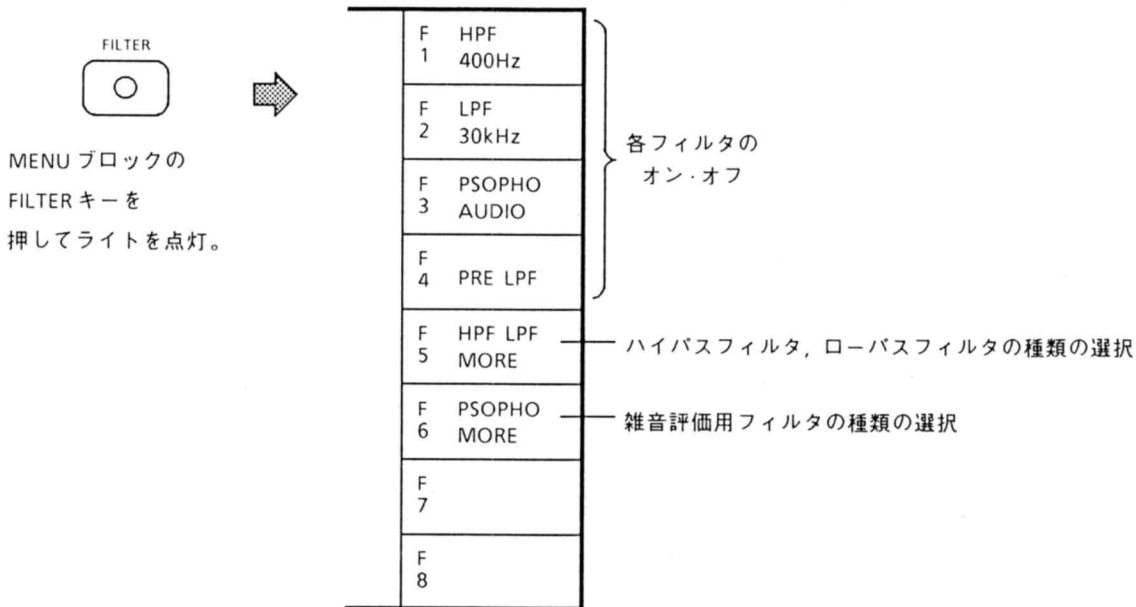 FILTER
MENU ブロックの
FILTER キーを
押してライトを点灯。
F HPF
1 400Hz
F LPF
2 30kHz
F PSOPHO
3 AUDIO
F
4 PRE LPF
各フィルタの
オン・オフ
F HPF LPF
5 MORE
ハイパスフィルタ, ローパスフィルタの種類の選択
F PSOPHO
6 MORE
雑音評価用フィルタの種類の選択
F
7
F
8